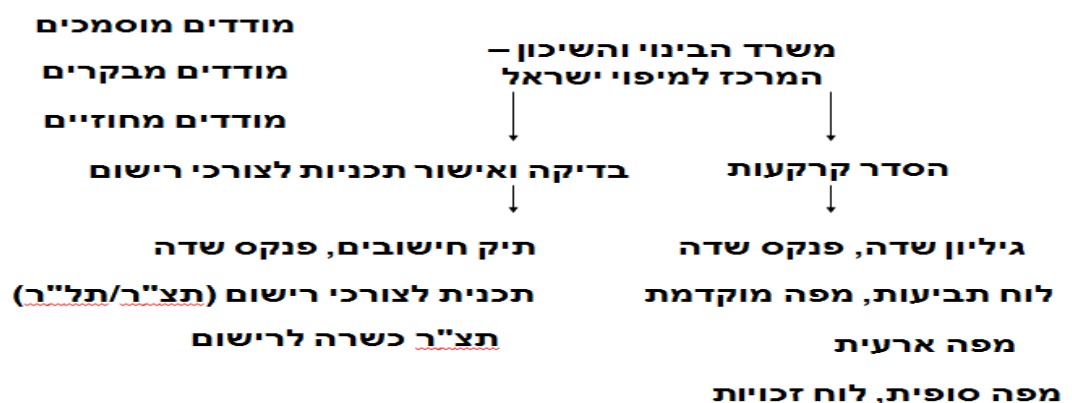 משרד הבינוי והשיכון –
המרכז למיפוי ישראל
מודדים מוסמכים
מודדים מבקרים
מודדים מחוזיים
הסדר קרקעות
גיליון שדה, פנקס שדה
לוח תביעות, מפה מוקדמת
מפה ארעית
מפה סופית, לוח זכויות
בדיקה ואישור תכניות לצורכי רישום
תיק חישובים, פנקס שדה
תכנית לצורכי רישום (תצ"ר/תל"ר)
תצ"ר כשרה לרישום